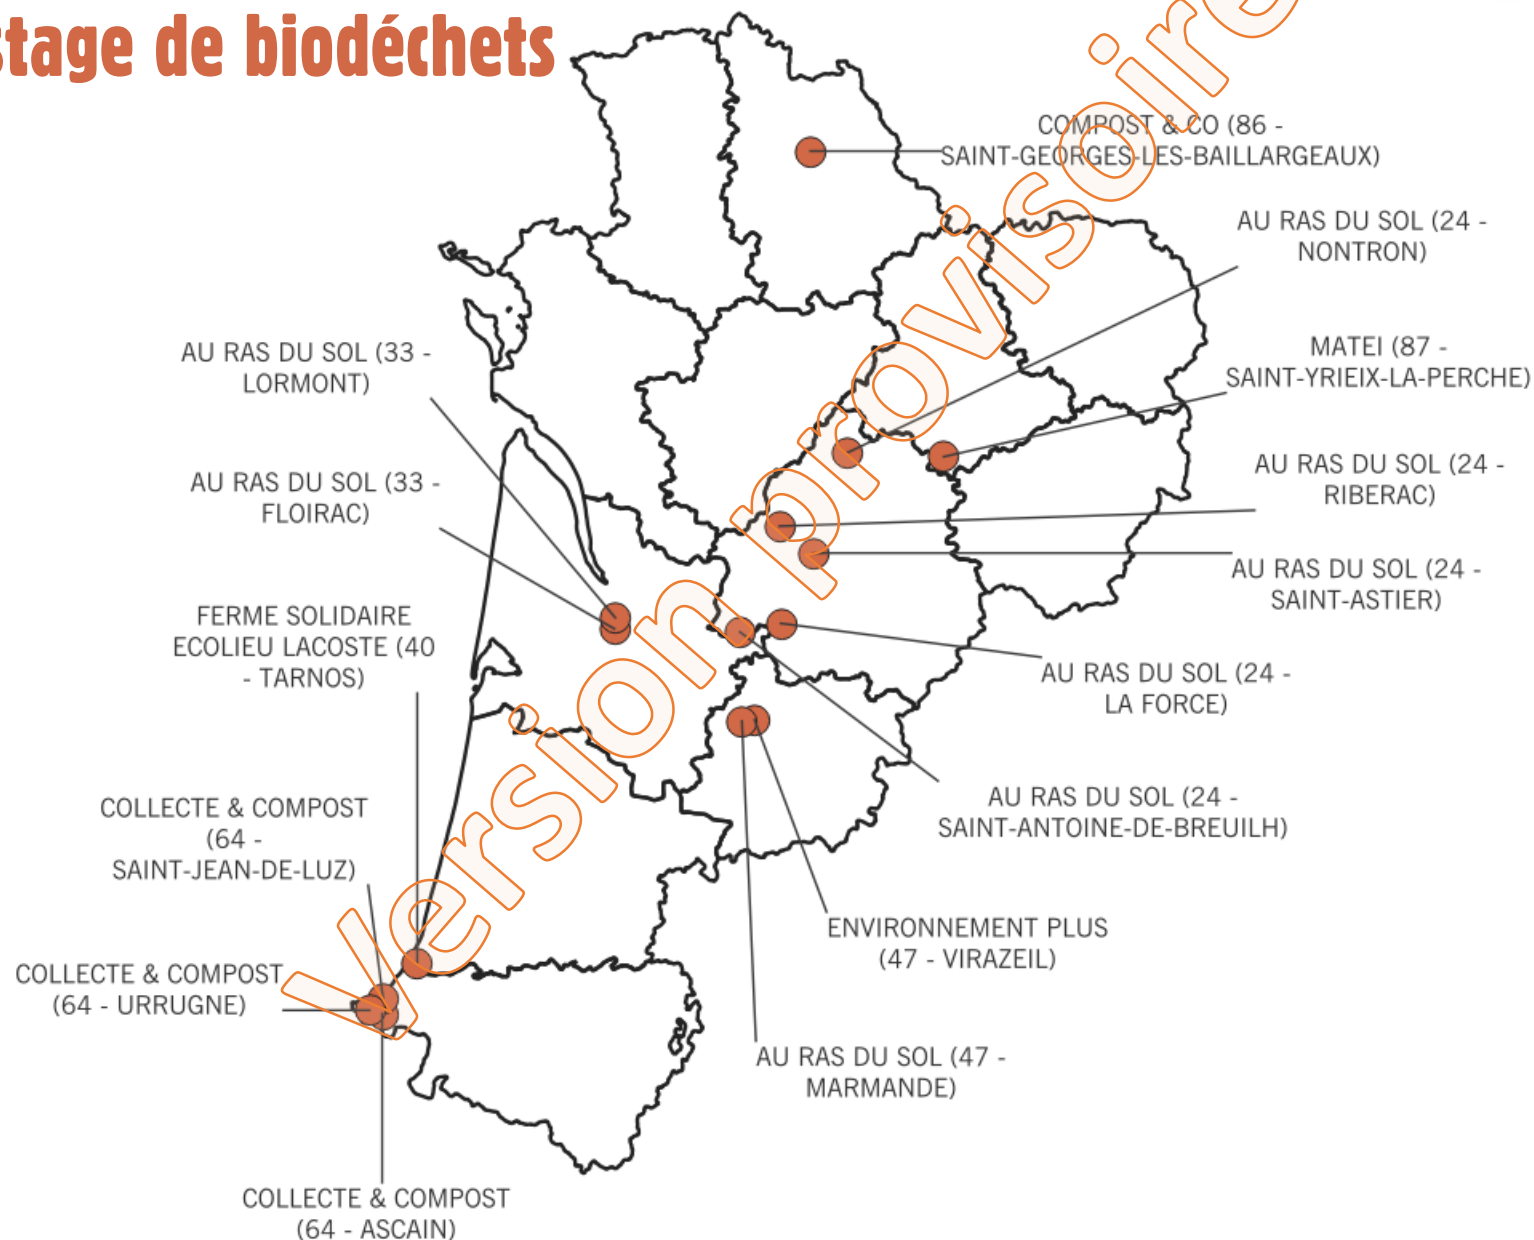 stage de biodéchets
COMPOST & CO (86 -
SAINT-GEORGES-LES-BAILLARGEAUX)
AU RAS DU SOL (24 -
NONTRON)
AU RAS DU SOL (33 -
LORMONT)
MATEI (87 -
SAINT-YRIEIX-LA-PERCHE)
AU RAS DU SOL (33 -
FLOIRAC)
AU RAS DU SOL (24 -
RIBERAC)
AU RAS DU SOL (24 -
SAINT-ASTIER)
FERME SOLIDAIRE
ECOLIEU LACOSTE (40
- TARNOS)
AU RAS DU SOL (24 -
LA FORCE)
COLLECTE & COMPOST
(64 -
SAINT-JEAN-DE-LUZ)
AU RAS DU SOL (24 -
SAINT-ANTOINE-DE-BREUILH)
ENVIRONNEMENT PLUS
(47 - VIRAZEIL)
COLLECTE & COMPOST
(64 - URRUGNE)
AU RAS DU SOL (47 -
MARMANDE)
COLLECTE & COMPOST
(64 - ASCAIN)
Version provisoire